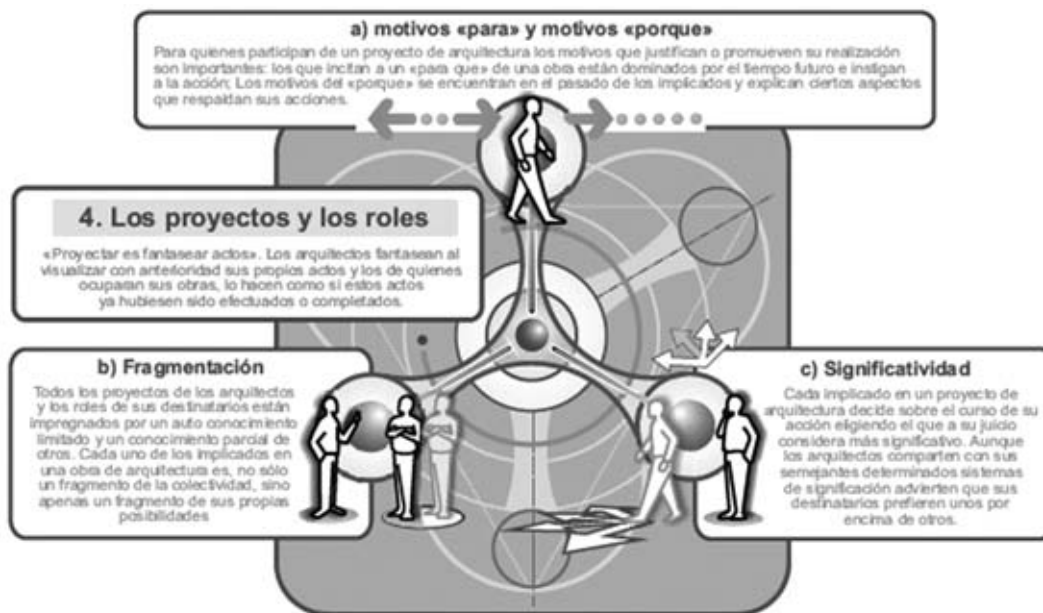 a) motivos «para» y motivos «porque»
Para quienes participan de un proyecto de arquitectura los motivos que justifican o promueven su realización
son importantes: los que incitan a un «para que» de una obra están dominados por el tiempo futuro e instigan
a la acción; Los motivos del «porque» se encuentran en el pasado de los implicados y explican ciertos aspectos
que respaldan sus acciones.
4. Los proyectos y los roles
«Proyectar es fantasear actos». Los arquitectos fantasean al
visualizar con anterioridad sus propios actos y los de quienes
ocuparan sus obras, lo hacen como si estos actos
ya hubiesen sido efectuados o completados.
b) Fragmentación
Todos los proyectos de los arquitectos
y los roles de sus destinatarios están
impregnados por un auto conocimiento
limitado y un conocimiento parcial de
otros. Cada uno de los implicados en
una obra de arquitectura es, no sólo
un fragmento de la colectividad, sino
apenas un fragmento de sus propias
posibilidades
c) Significatividad
Cada implicado en un proyecto de
arquitectura decide sobre el curso de su
acción eligiendo el que a su juicio
considera más significativo. Aunque
los arquitectos comparten con sus
semejantes determinados sistemas
de significación advierten que sus
destinatarios prefieren unos por
encima de otros.